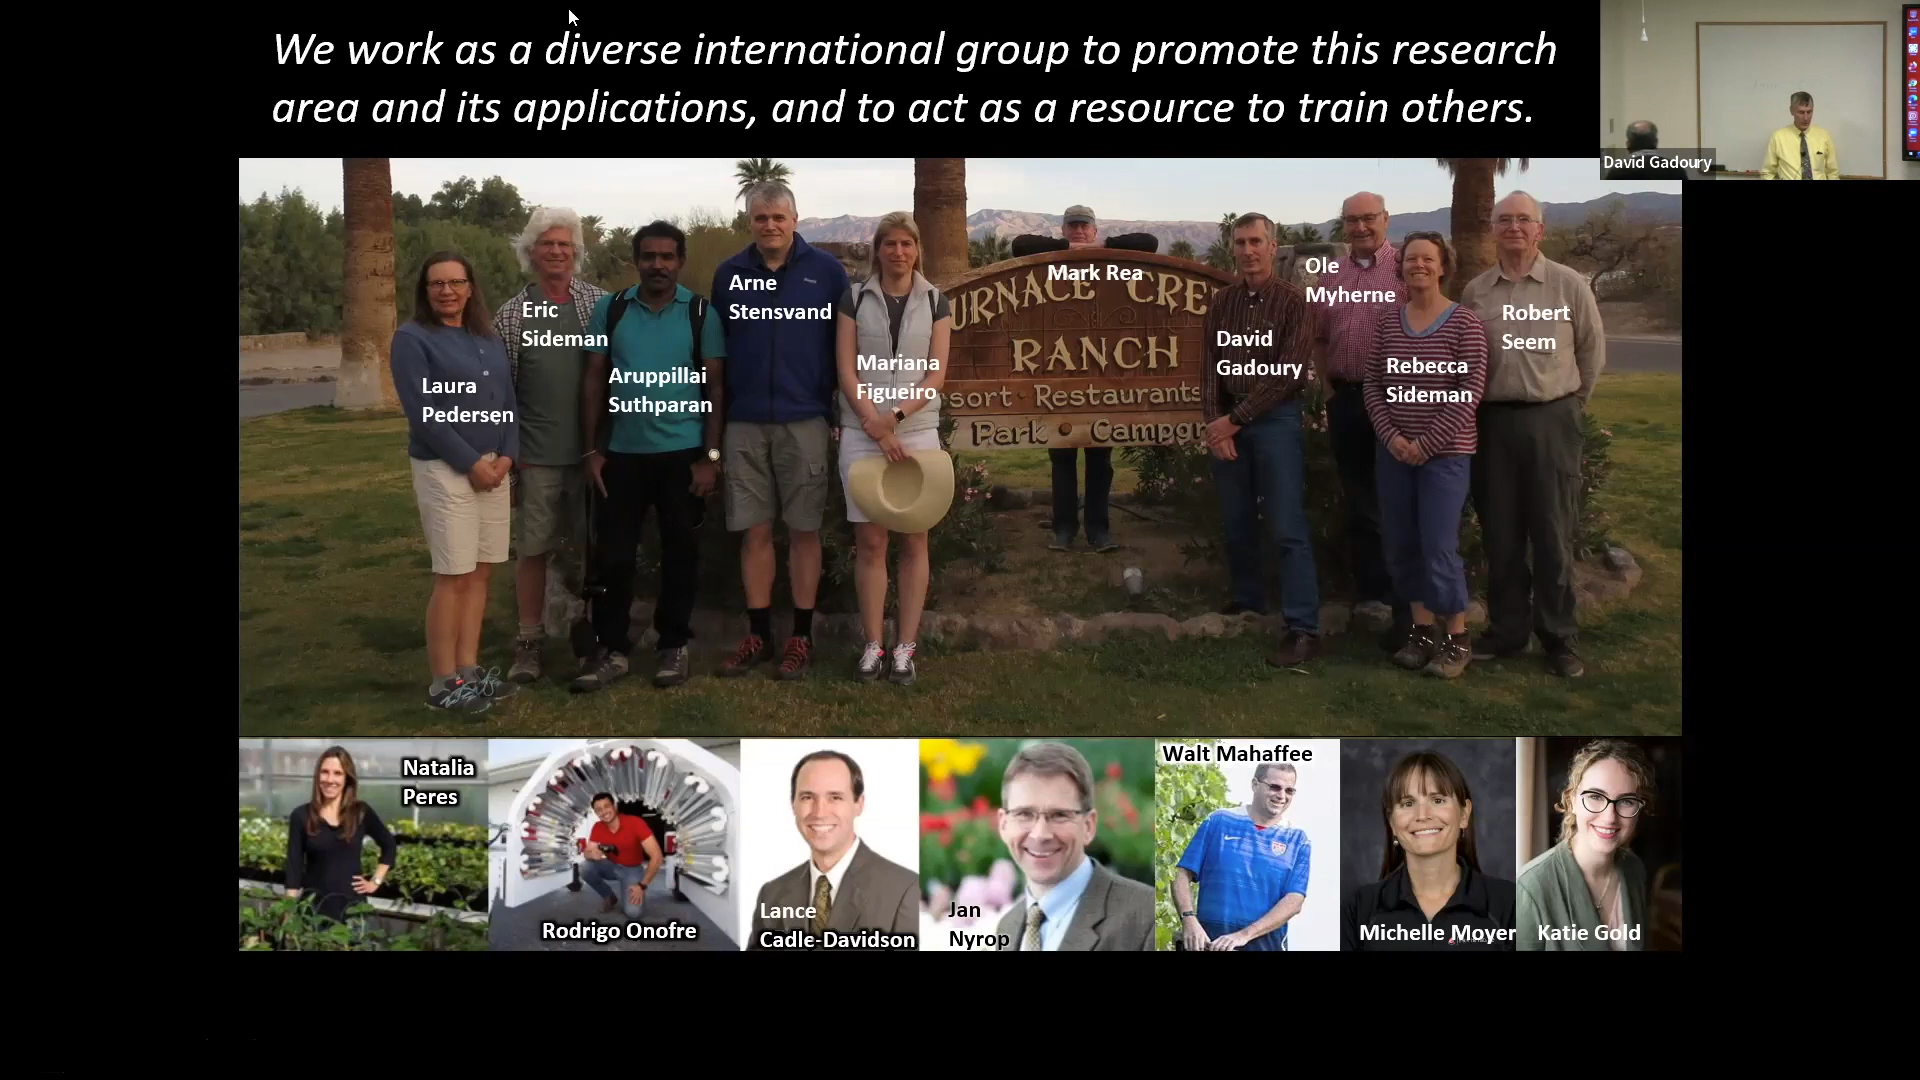 We work as a diverse international group to promote this research
area and its applications, and to act as a resource to train others.
David Gadoury
Laura
Pedersen
Eric
Sideman
Aruppillai
Suthparan
Arne
Stensvand
Mariana
Figueiro
Mark Rea
URNACE CRE
RANCH
sort Restaurants
Park • Campgr
David
Gadoury
Ole
Myherne
Rebecca
Sideman
Robert
Seem
Natalia
Peres
Rodrigo Onofre
Lance
Cadle-Davidson
Jan
Nyrop
Walt Mahaffee
Michelle Moyer
Katie Gold